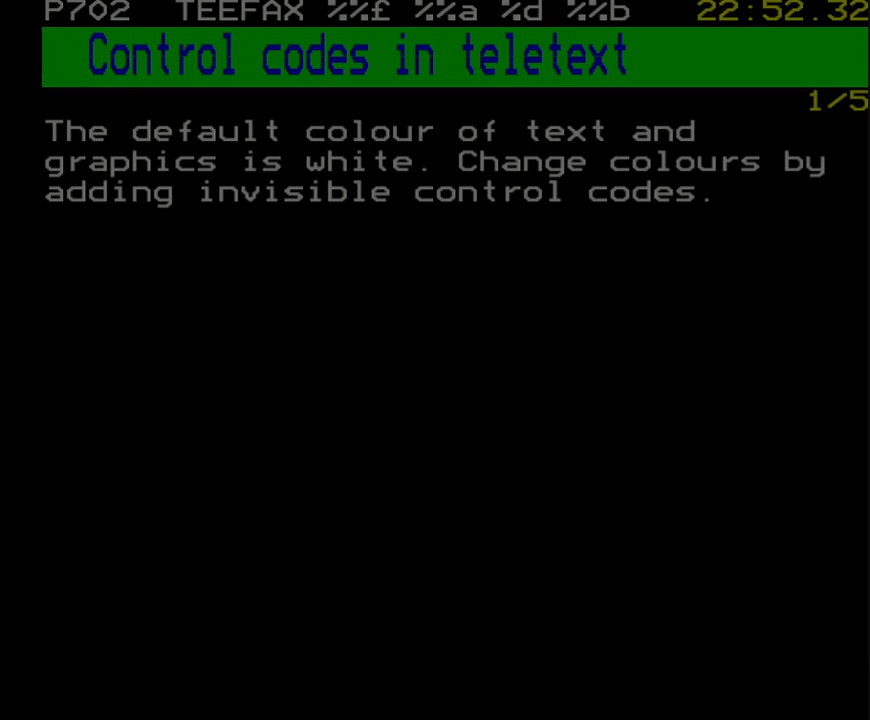 P702 TEEFAX %%£ %%a %d %%b 22:52.32
Control codes in teletext
1/5
The default colour of text and
graphics is white. Change colours by
adding invisible control codes.